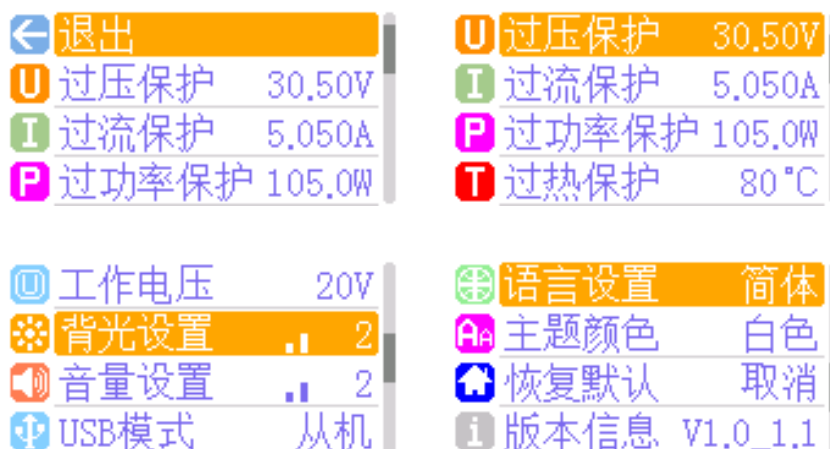 退出
U 过压保护 30.50V
I 过流保护 5.050A
P 过功率保护 105.0W
U 过压保护 30.50V
I 过流保护 5.050A
P 过功率保护 105.0W
T 过热保护 80°C
U 工作电压 20V
背光设置 2
音量设置 2
USB模式 从机
语言设置 简体
AA 主题颜色 白色
恢复默认 取消
i 版本信息 V1.0_1.1